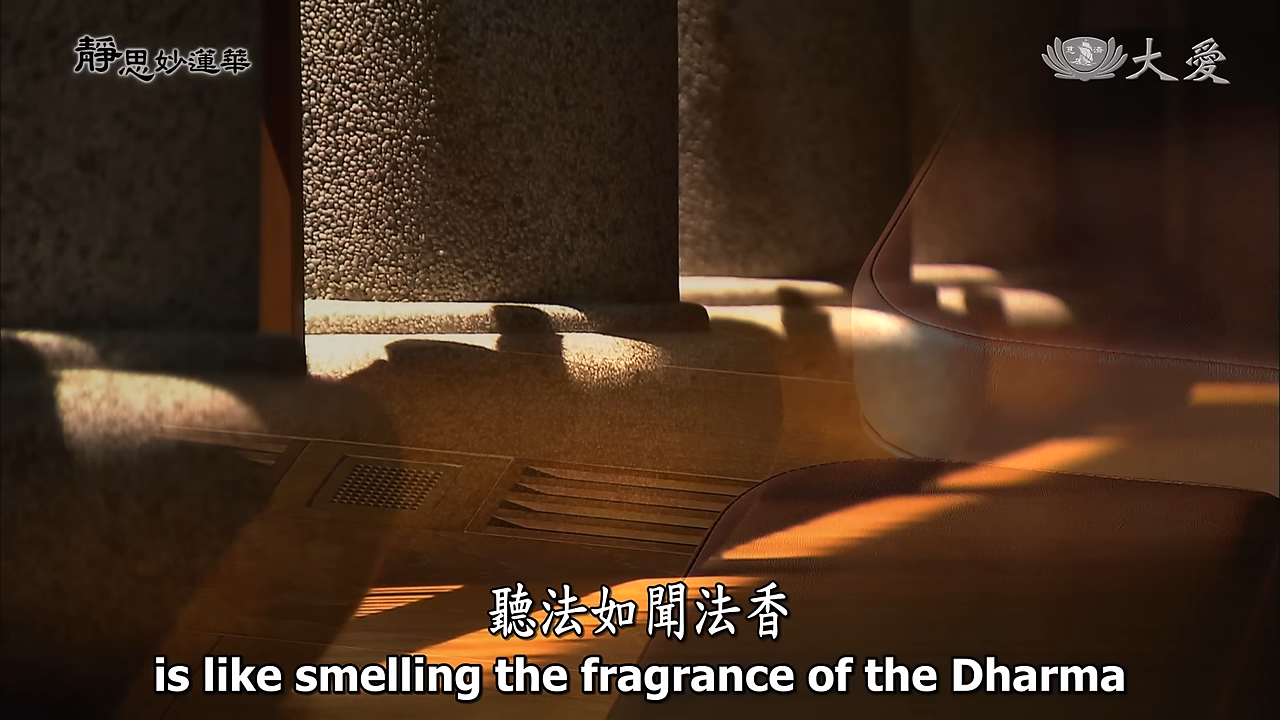 靜思妙蓮華
大愛
聽法如聞法香
is like smelling the fragrance of the Dharma